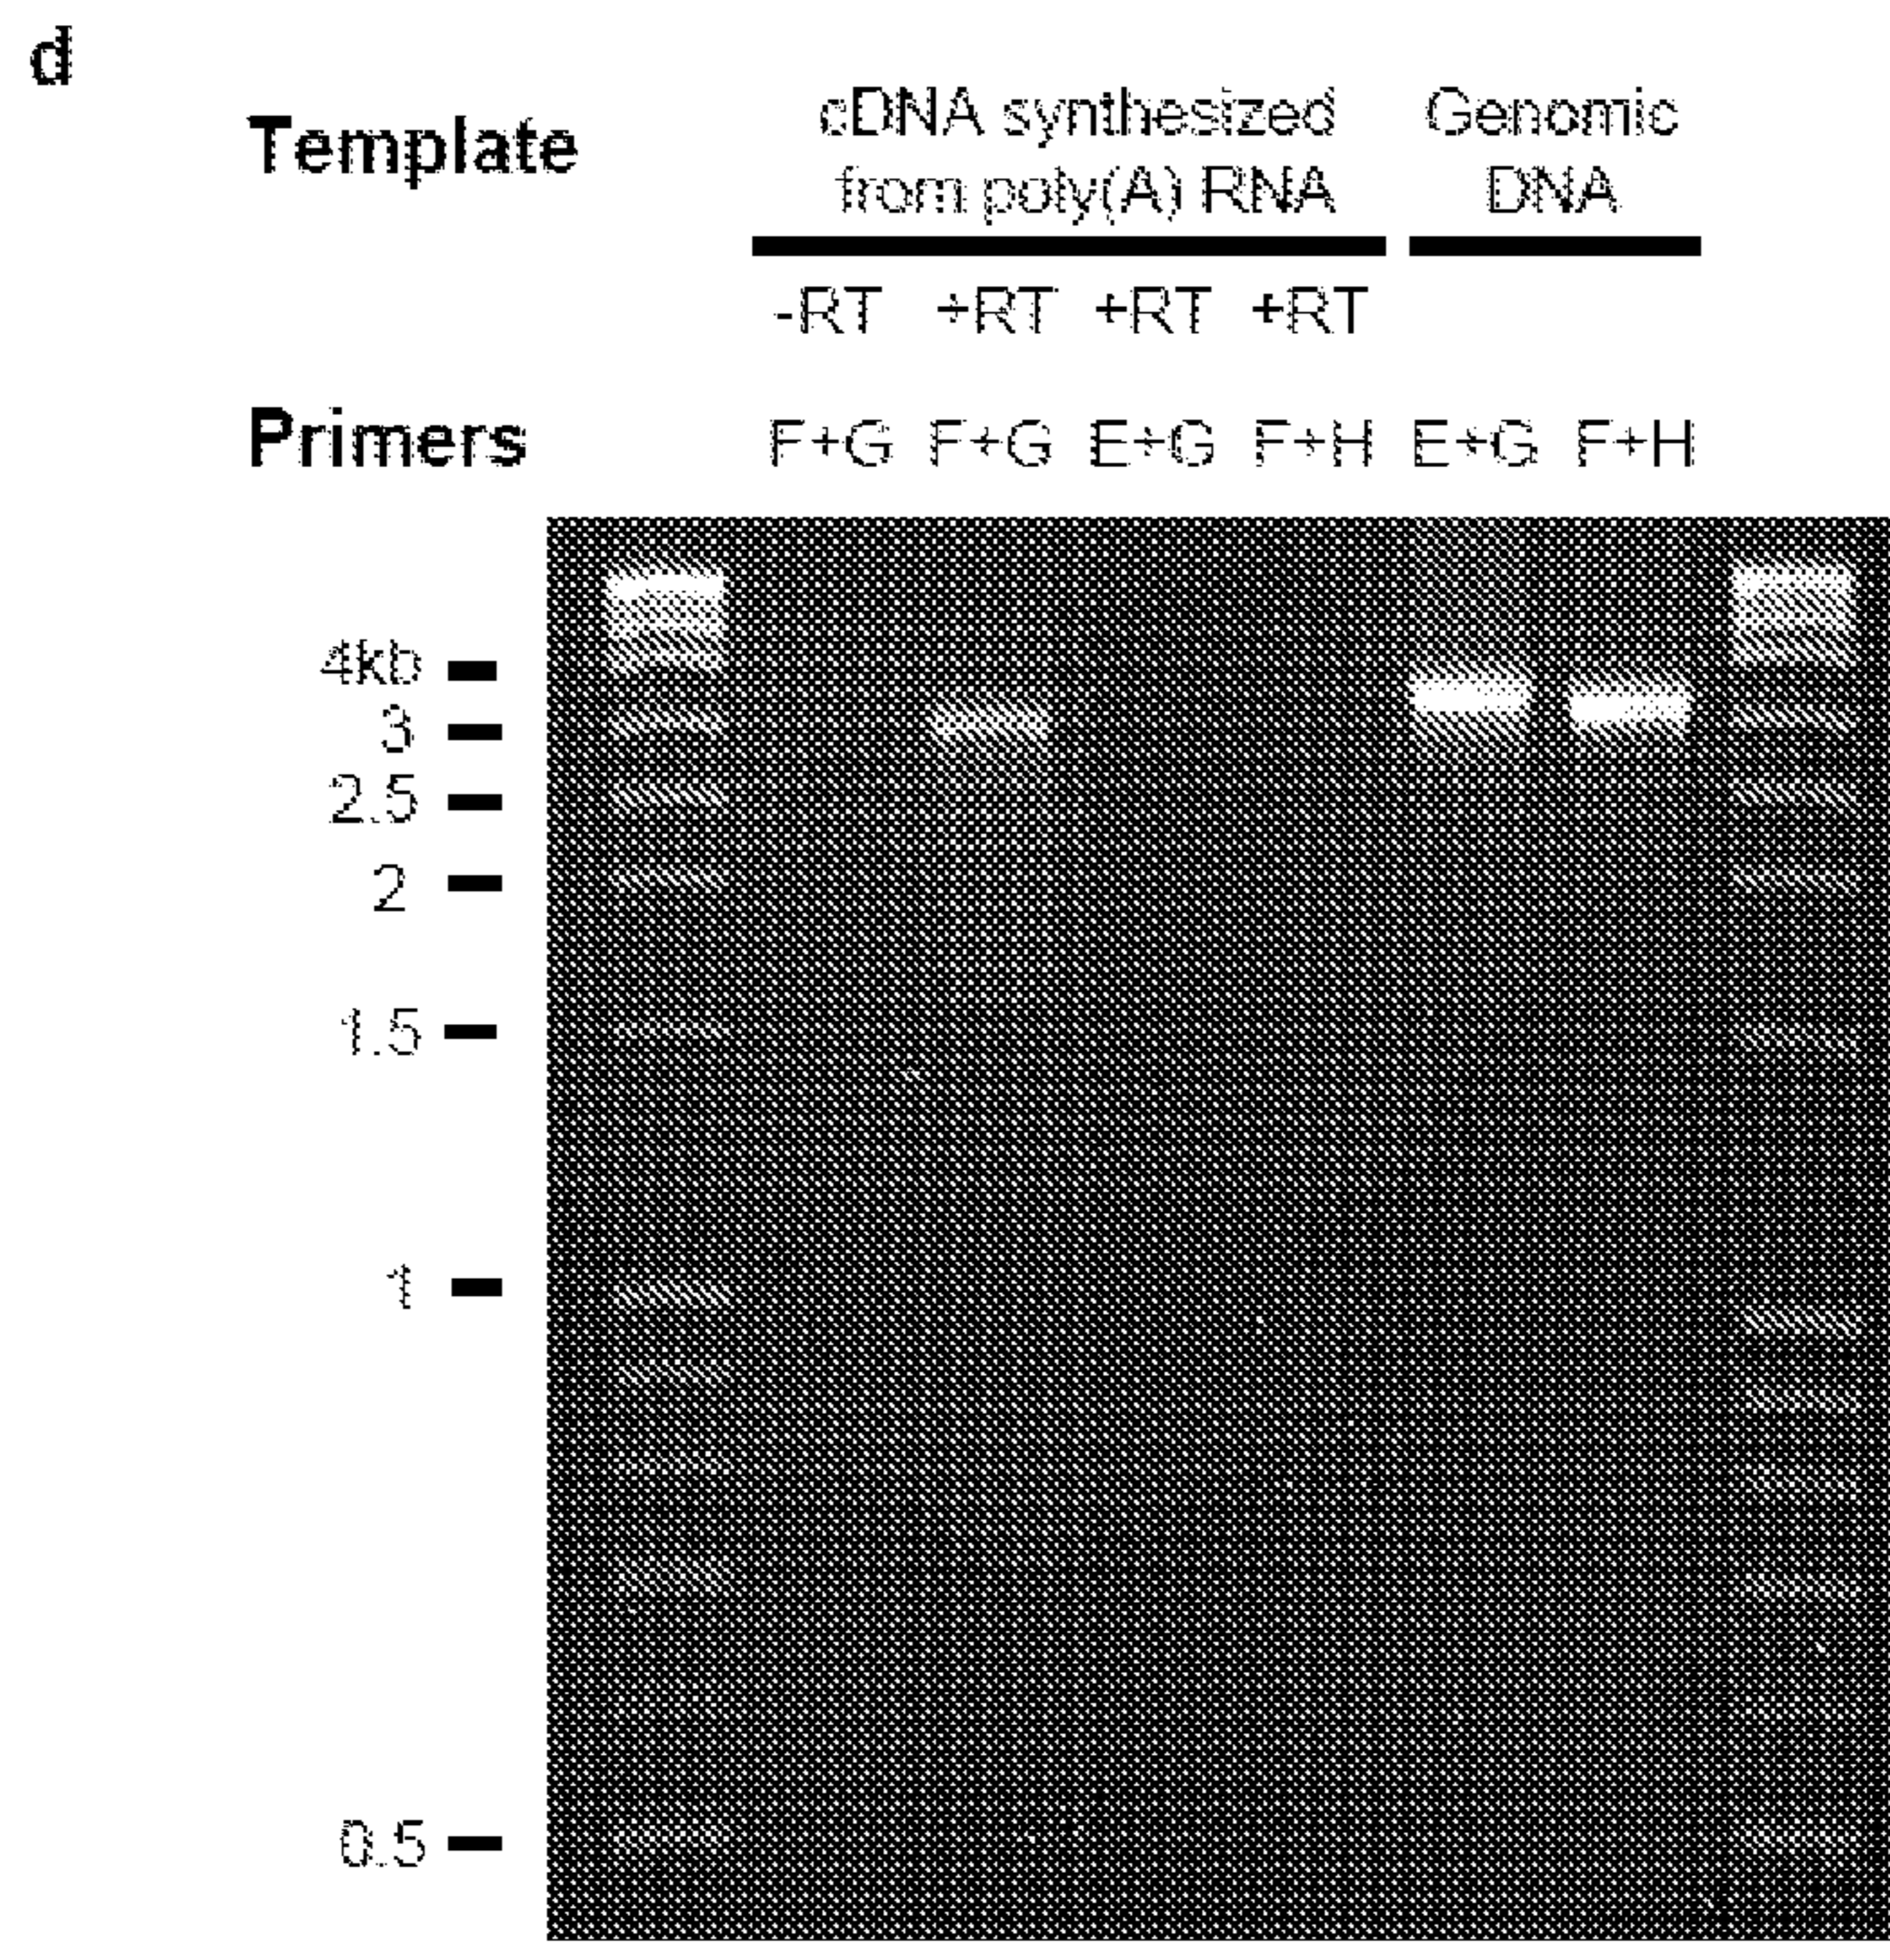 d
Template
cDNA synthesized
from poly(A) RNA
Genomic
DNA
-RT +RT +RT +RT
Primers
F+G F+G E+G F+H E+G F+H
4kb
3
2.5
2
1.5
1
0.5